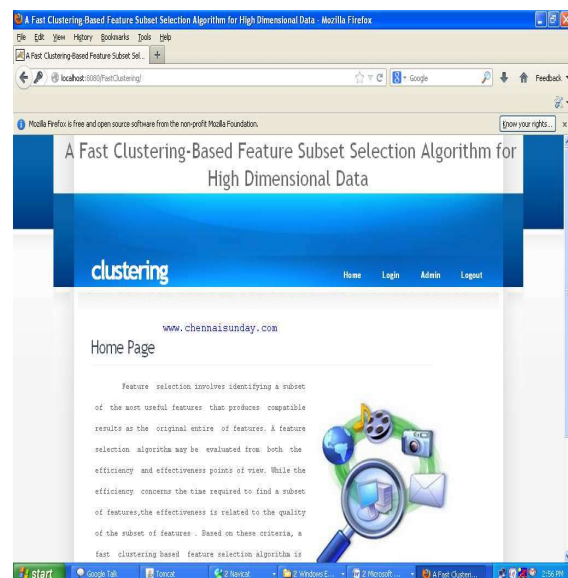 A Fast Clustering-Based Feature Subset Selection Algorithm for High Dimensional Data - Mozilla Firefox
File Edit View History Bookmarks Tools Help
A Fast Clustering-Based Feature Subset Sel... +
localhost:8080/FastClustering/
Google
Feedback
Mozilla Firefox is free and open source software from the non-profit Mozilla Foundation.
Know your rights... x
A Fast Clustering-Based Feature Subset Selection Algorithm for
High Dimensional Data
clustering
Home Login Admin Logout
www.chennaisunday.com
Home Page
Feature selection involves identifying a subset
of the most useful features that produces compatible
results as the original entire of features. A feature
selection algorithm may be evaluated from both the
efficiency and effectiveness points of view. While the
efficiency concerns the time required to find a subset
of features,the effectiveness is related to the quality
of the subset of features . Based on these criteria, a
fast clustering based feature selection algorithm is
start Google Talk Tomcat 2 Navicat 2 Windows E... 2 Microsoft ... A Fast Clusteri... 2:56 PM